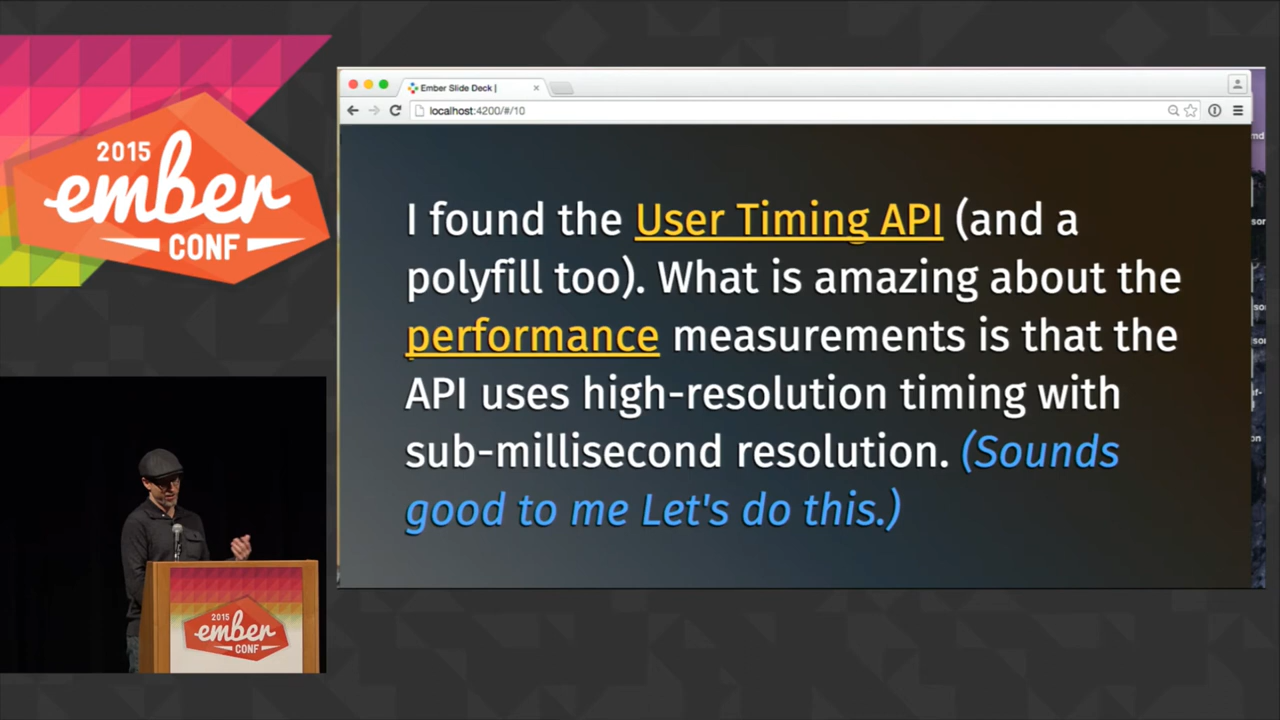 2015
ember
CONF
Ember Slide Deck |
localhost:4200/#/10
I found the User Timing API (and a
polyfill too). What is amazing about the
performance measurements is that the
API uses high-resolution timing with
sub-millisecond resolution. (Sounds
good to me Let's do this.)
2015
ember
CONF